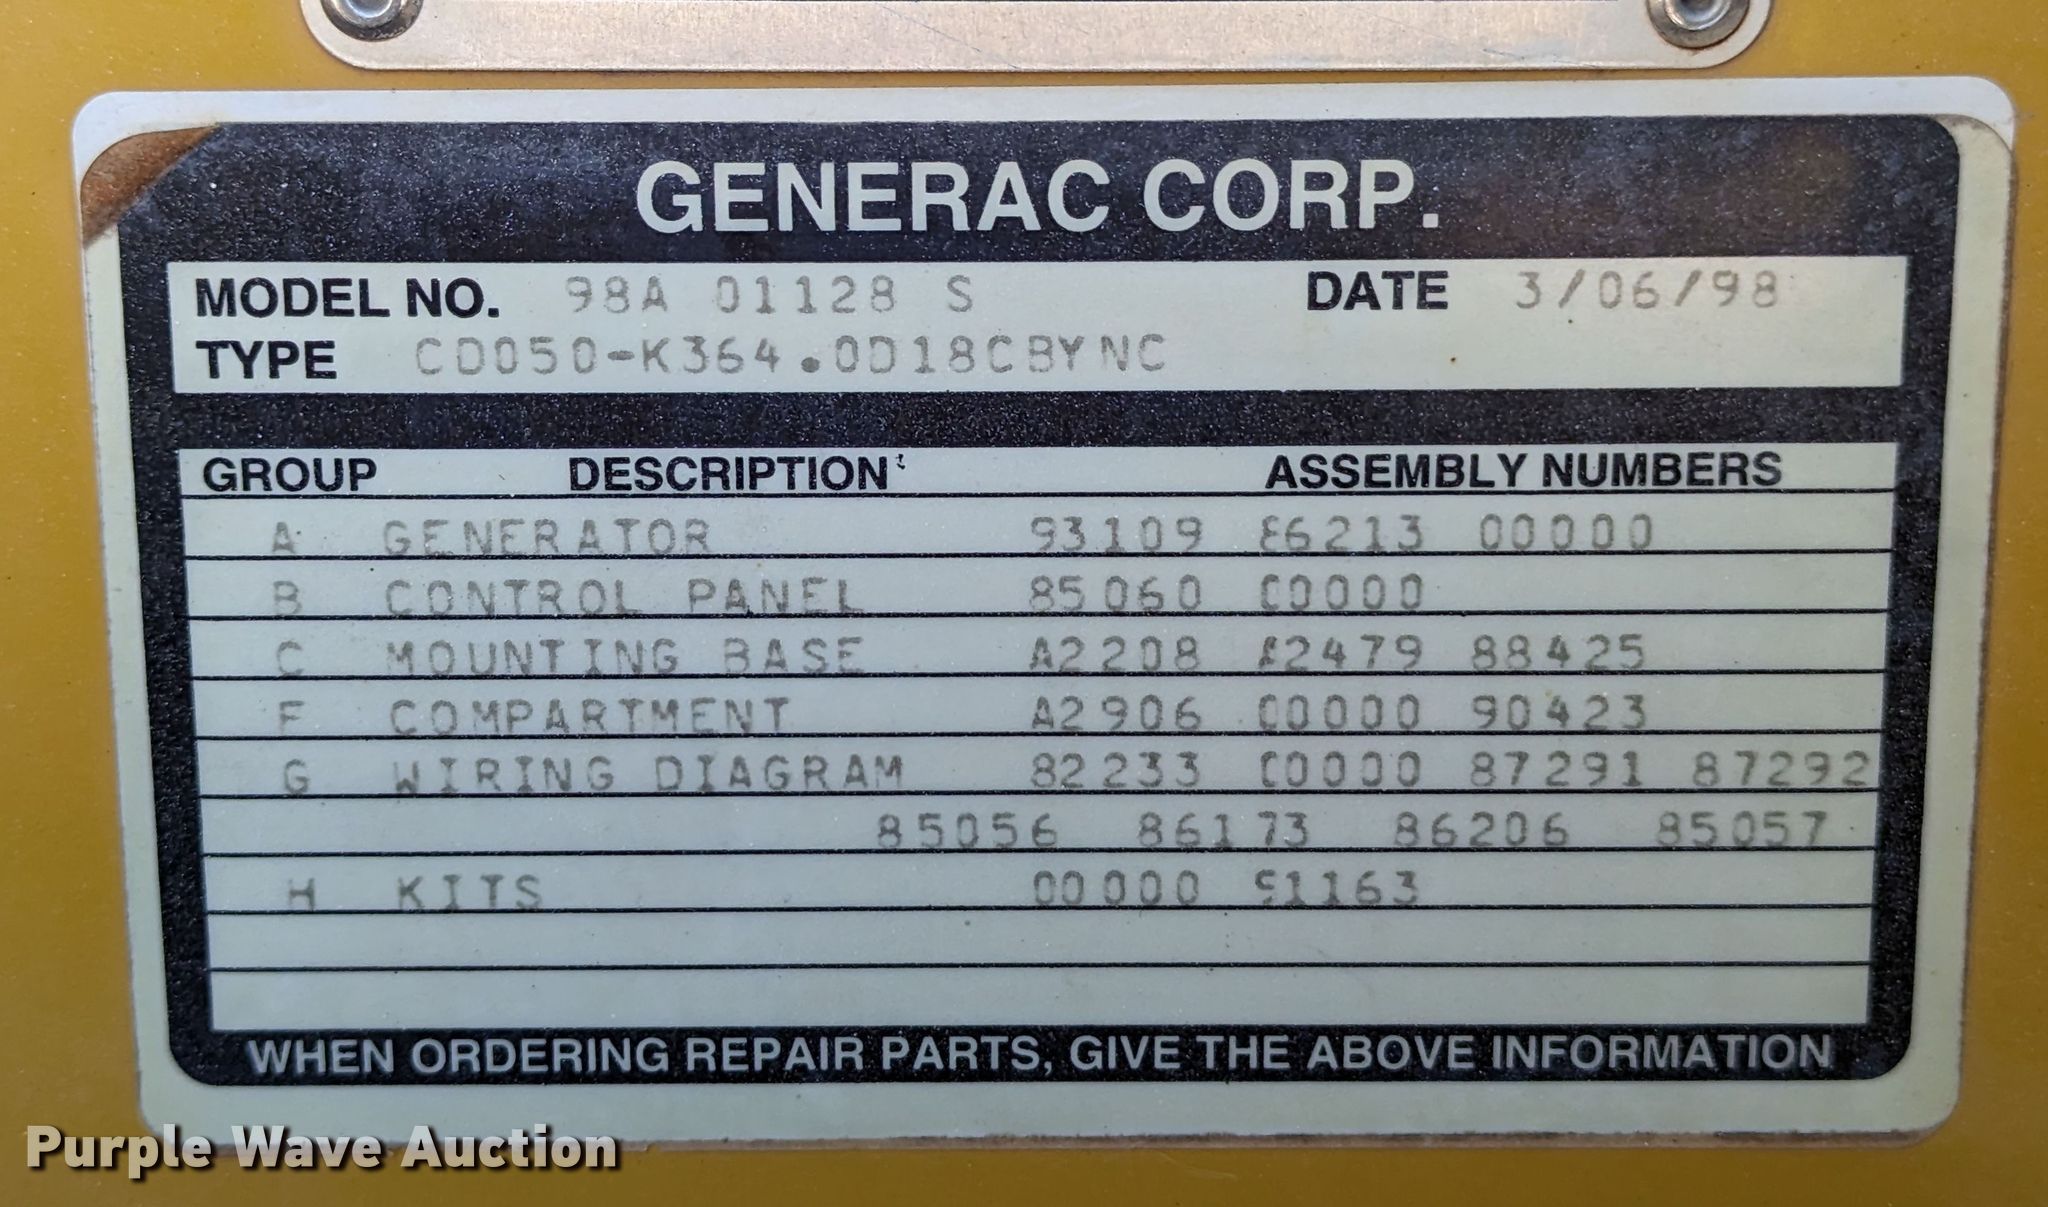 GENERAC CORP.
MODEL NO. 98A 01128 S DATE 3/06/98
TYPE CD050-K364.0D18CBYNC
GROUP DESCRIPTION ASSEMBLY NUMBERS
A GENERATOR 93109 86213 00000
B CONTROL PANEL 85060 00000
C MOUNTING BASE A2208 A2479 88425
F COMPARTMENT A2906 00000 90423
G WIRING DIAGRAM 82233 00000 87291 87292
85056 86173 86206 85057
H KITS 00000 91163
WHEN ORDERING REPAIR PARTS, GIVE THE ABOVE INFORMATION
Purple Wave Auction